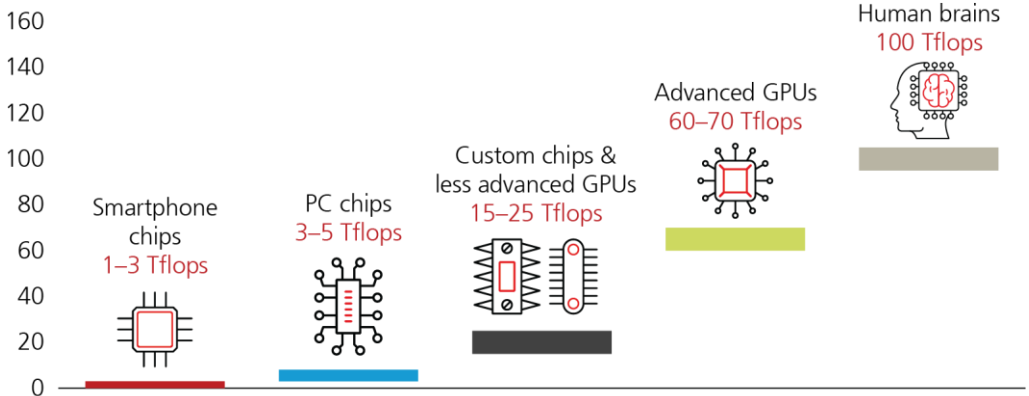 160
140
120
100
80
60
40
20
0
Smartphone
chips
1–3 Tflops
PC chips
3–5 Tflops
Custom chips &
less advanced GPUs
15–25 Tflops
Advanced GPUs
60–70 Tflops
Human brains
100 Tflops